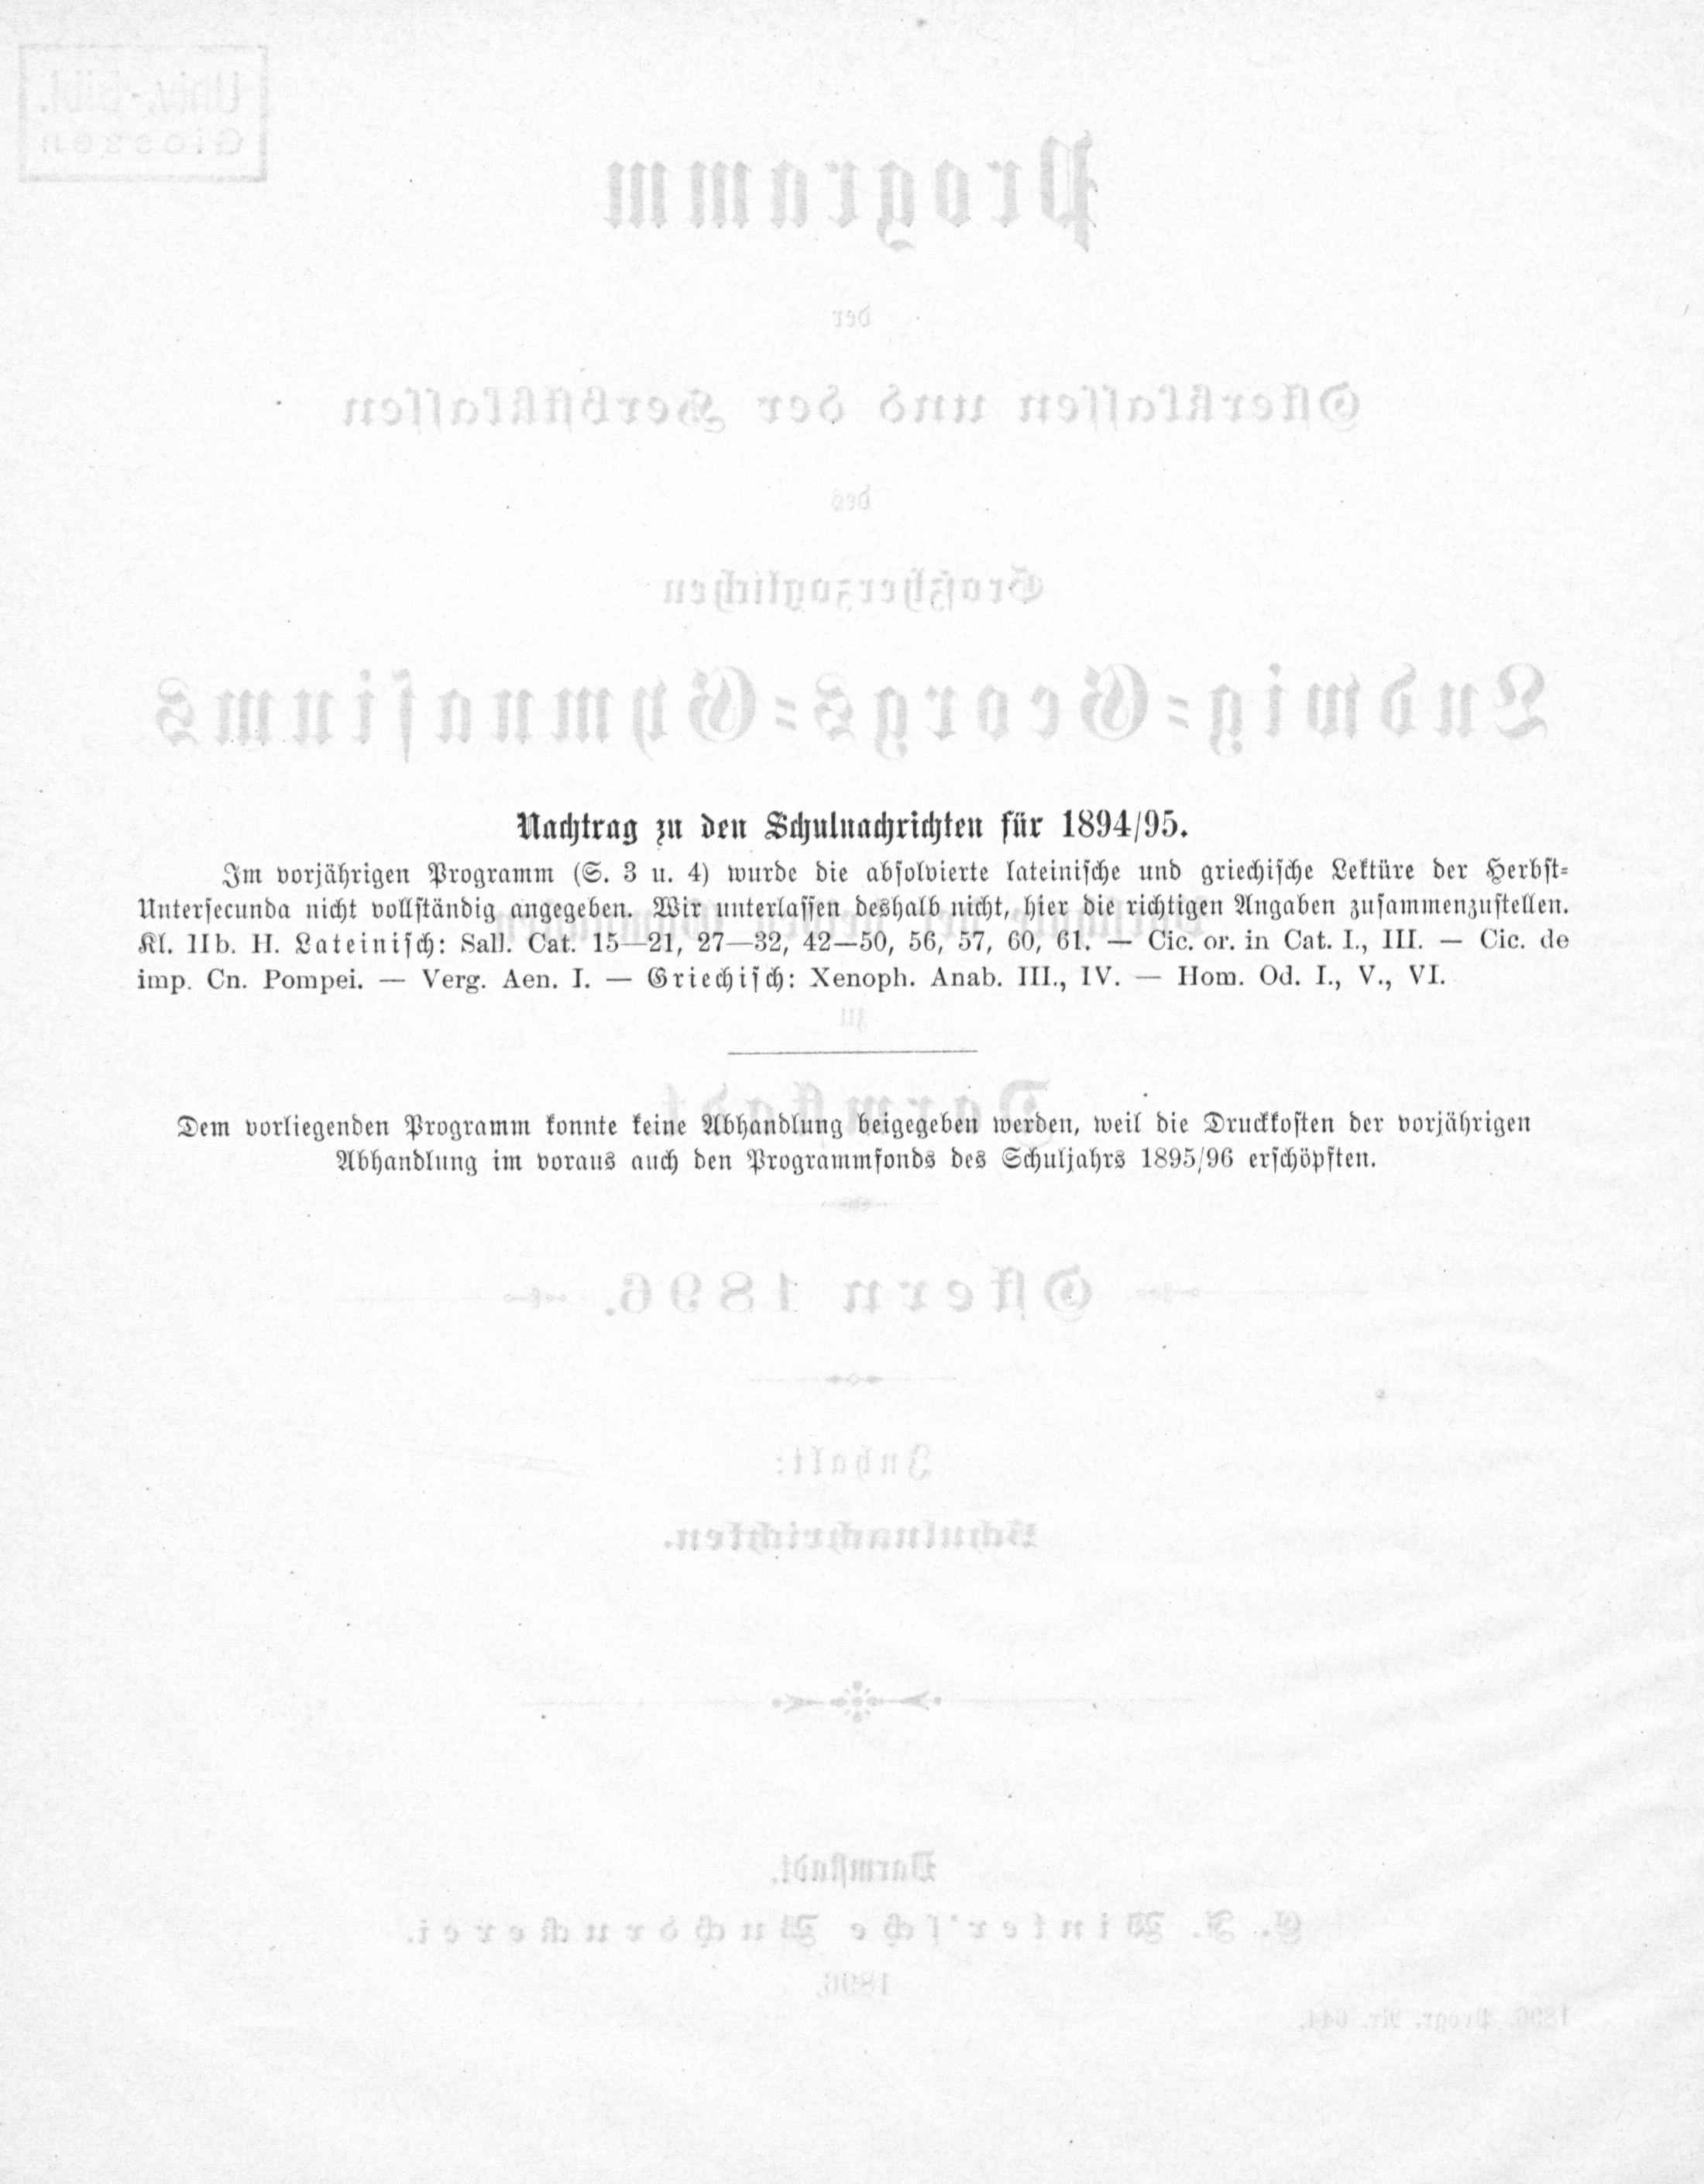 Nachtrag zu den Schulnachrichten für 1894/95.
Im vorjährigen Programm (S. 3 u. 4) wurde die absolvierte lateinische und griechische Lektüre der Herbst-
Untersecunda nicht vollständig angegeben. Wir unterlassen deshalb nicht, hier die richtigen Angaben zusammenzustellen.
Kl. IIb. H. Lateinisch: Sall. Cat. 15—21, 27—32, 42—50, 56, 57, 60, 61. — Cic. or. in Cat. I., III. — Cic. de
imp. Cn. Pompei. — Verg. Aen. I. — Griechisch: Xenoph. Anab. III., IV. — Hom. Od. I., V., VI.
Dem vorliegenden Programm konnte keine Abhandlung beigegeben werden, weil die Druckkosten der vorjährigen
Abhandlung im voraus auch den Programmfonds des Schuljahrs 1895/96 erschöpften.